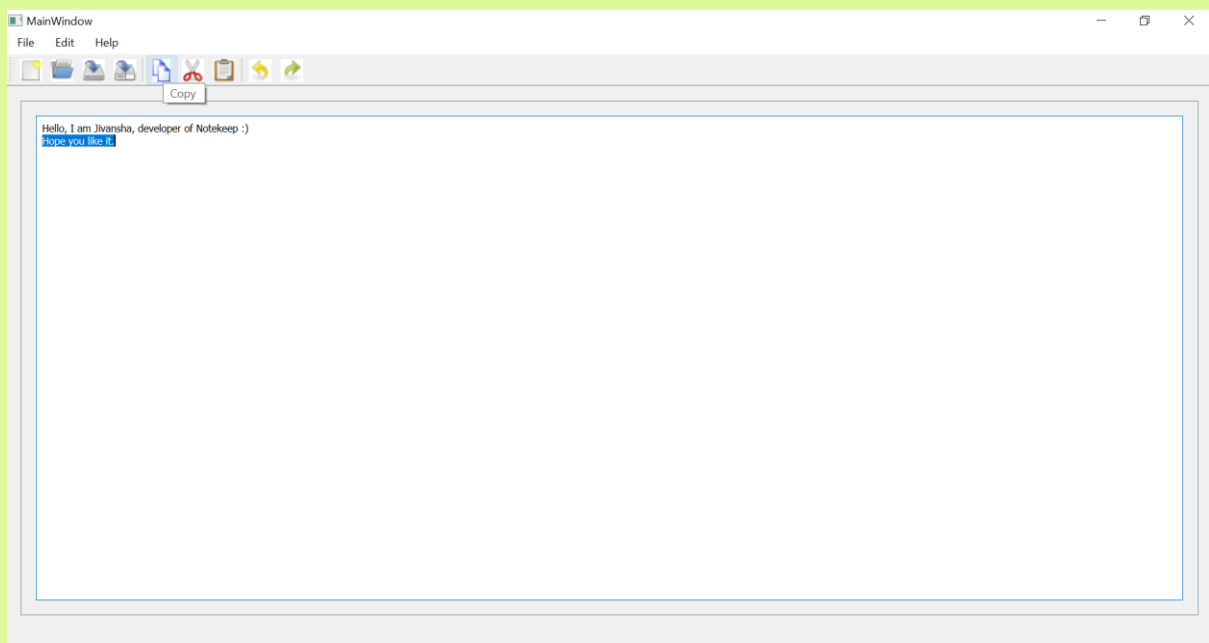 MainWindow
File Edit Help
Copy
Hello, I am Jivansha, developer of Notekeep :)
Hope you like it.